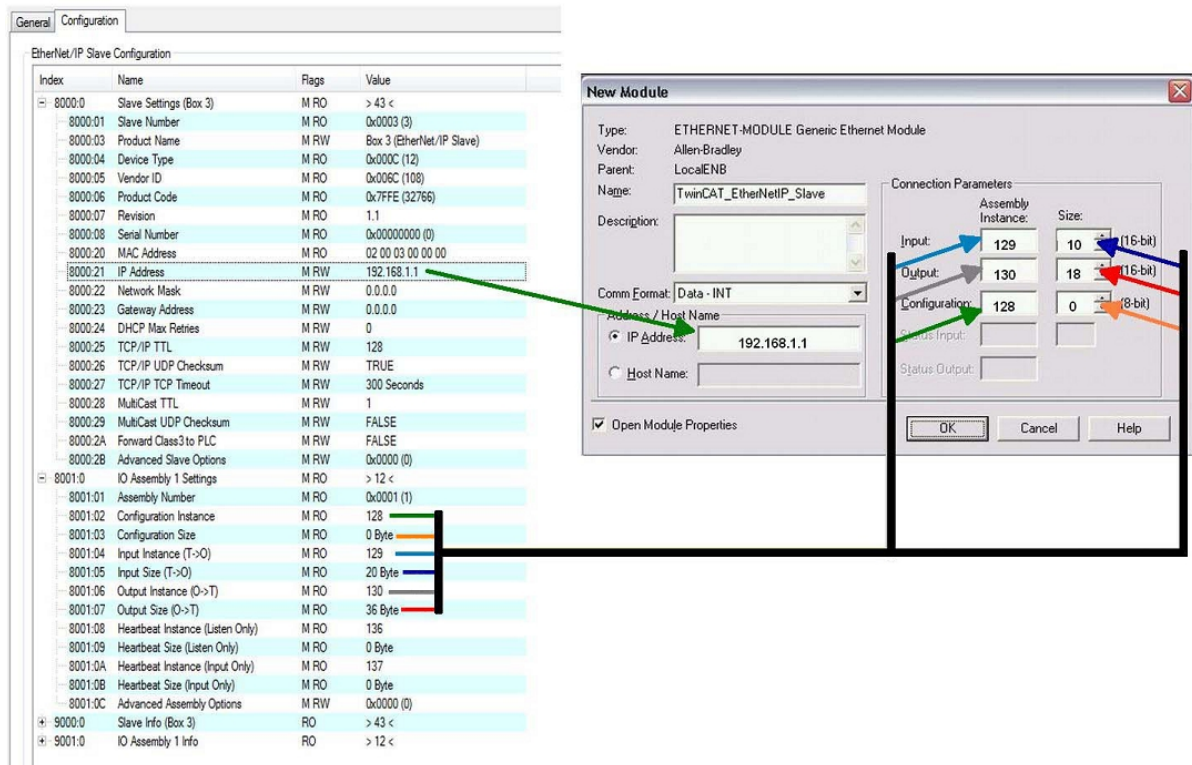 General Configuration
EtherNet/IP Slave Configuration
Index Name Flags Value
8000:0 Slave Settings (Box 3) M RO > 43 <
8000:01 Slave Number M RO 0x0003 (3)
8000:03 Product Name M RW Box 3 (EtherNet/IP Slave)
8000:04 Device Type M RO 0x000C (12)
8000:05 Vendor ID M RO 0x006C (108)
8000:06 Product Code M RO 0x7FFE (32766)
8000:07 Revision M RO 1.1
8000:08 Serial Number M RO 0x00000000 (0)
8000:20 MAC Address M RO 02 00 03 00 00 00
8000:21 IP Address M RW 192.168.1.1
8000:22 Network Mask M RW 0.0.0.0
8000:23 Gateway Address M RW 0.0.0.0
8000:24 DHCP Max Retries M RW 0
8000:25 TCP/IP TTL M RW 128
8000:26 TCP/IP UDP Checksum M RW TRUE
8000:27 TCP/IP TCP Timeout M RW 300 Seconds
8000:28 MultiCast TTL M RW 1
8000:29 MultiCast UDP Checksum M RW FALSE
8000:2A Forward Class3 to PLC M RW FALSE
8000:2B Advanced Slave Options M RW 0x0000 (0)
8001:0 IO Assembly 1 Settings M RO > 12 <
8001:01 Assembly Number M RO 0x0001 (1)
8001:02 Configuration Instance M RO 128
8001:03 Configuration Size M RO 0 Byte
8001:04 Input Instance (T->O) M RO 129
8001:05 Input Size (T->O) M RO 20 Byte
8001:06 Output Instance (O->T) M RO 130
8001:07 Output Size (O->T) M RO 36 Byte
8001:08 Heartbeat Instance (Listen Only) M RO 136
8001:09 Heartbeat Size (Listen Only) M RO 0 Byte
8001:0A Heartbeat Instance (Input Only) M RO 137
8001:0B Heartbeat Size (Input Only) M RO 0 Byte
8001:0C Advanced Assembly Options M RW 0x0000 (0)
9000:0 Slave Info (Box 3) RO > 43 <
9001:0 IO Assembly 1 Info RO > 12 <
New Module
Type: ETHERNET-MODULE Generic Ethernet Module
Vendor: Allen-Bradley
Parent: LocalENB
Name: TwinCAT_EtherNetIP_Slave
Description:
Comm Format: Data - INT
Address / Host Name
IP Address: 192.168.1.1
Host Name:
Connection Parameters
Assembly
Instance: Size:
Input: 129 10 (16-bit)
Output: 130 18 (16-bit)
Configuration: 128 0 (8-bit)
Status Input:
Status Output:
Open Module Properties
OK Cancel Help